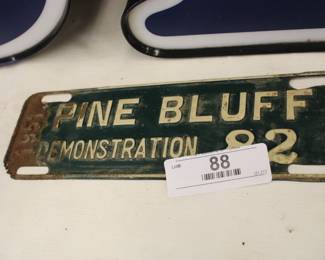 PINE BLUFF
DEMONSTRATION 82
88